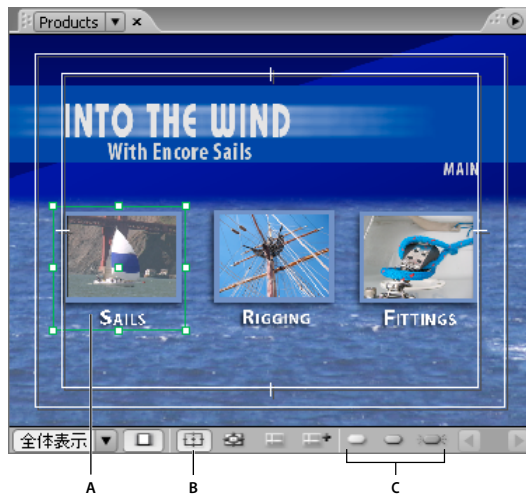 Products
INTO THE WIND
With Encore Sails
MAIN
SAILS
RIGGING
FITTINGS
全体表示
A
B
C